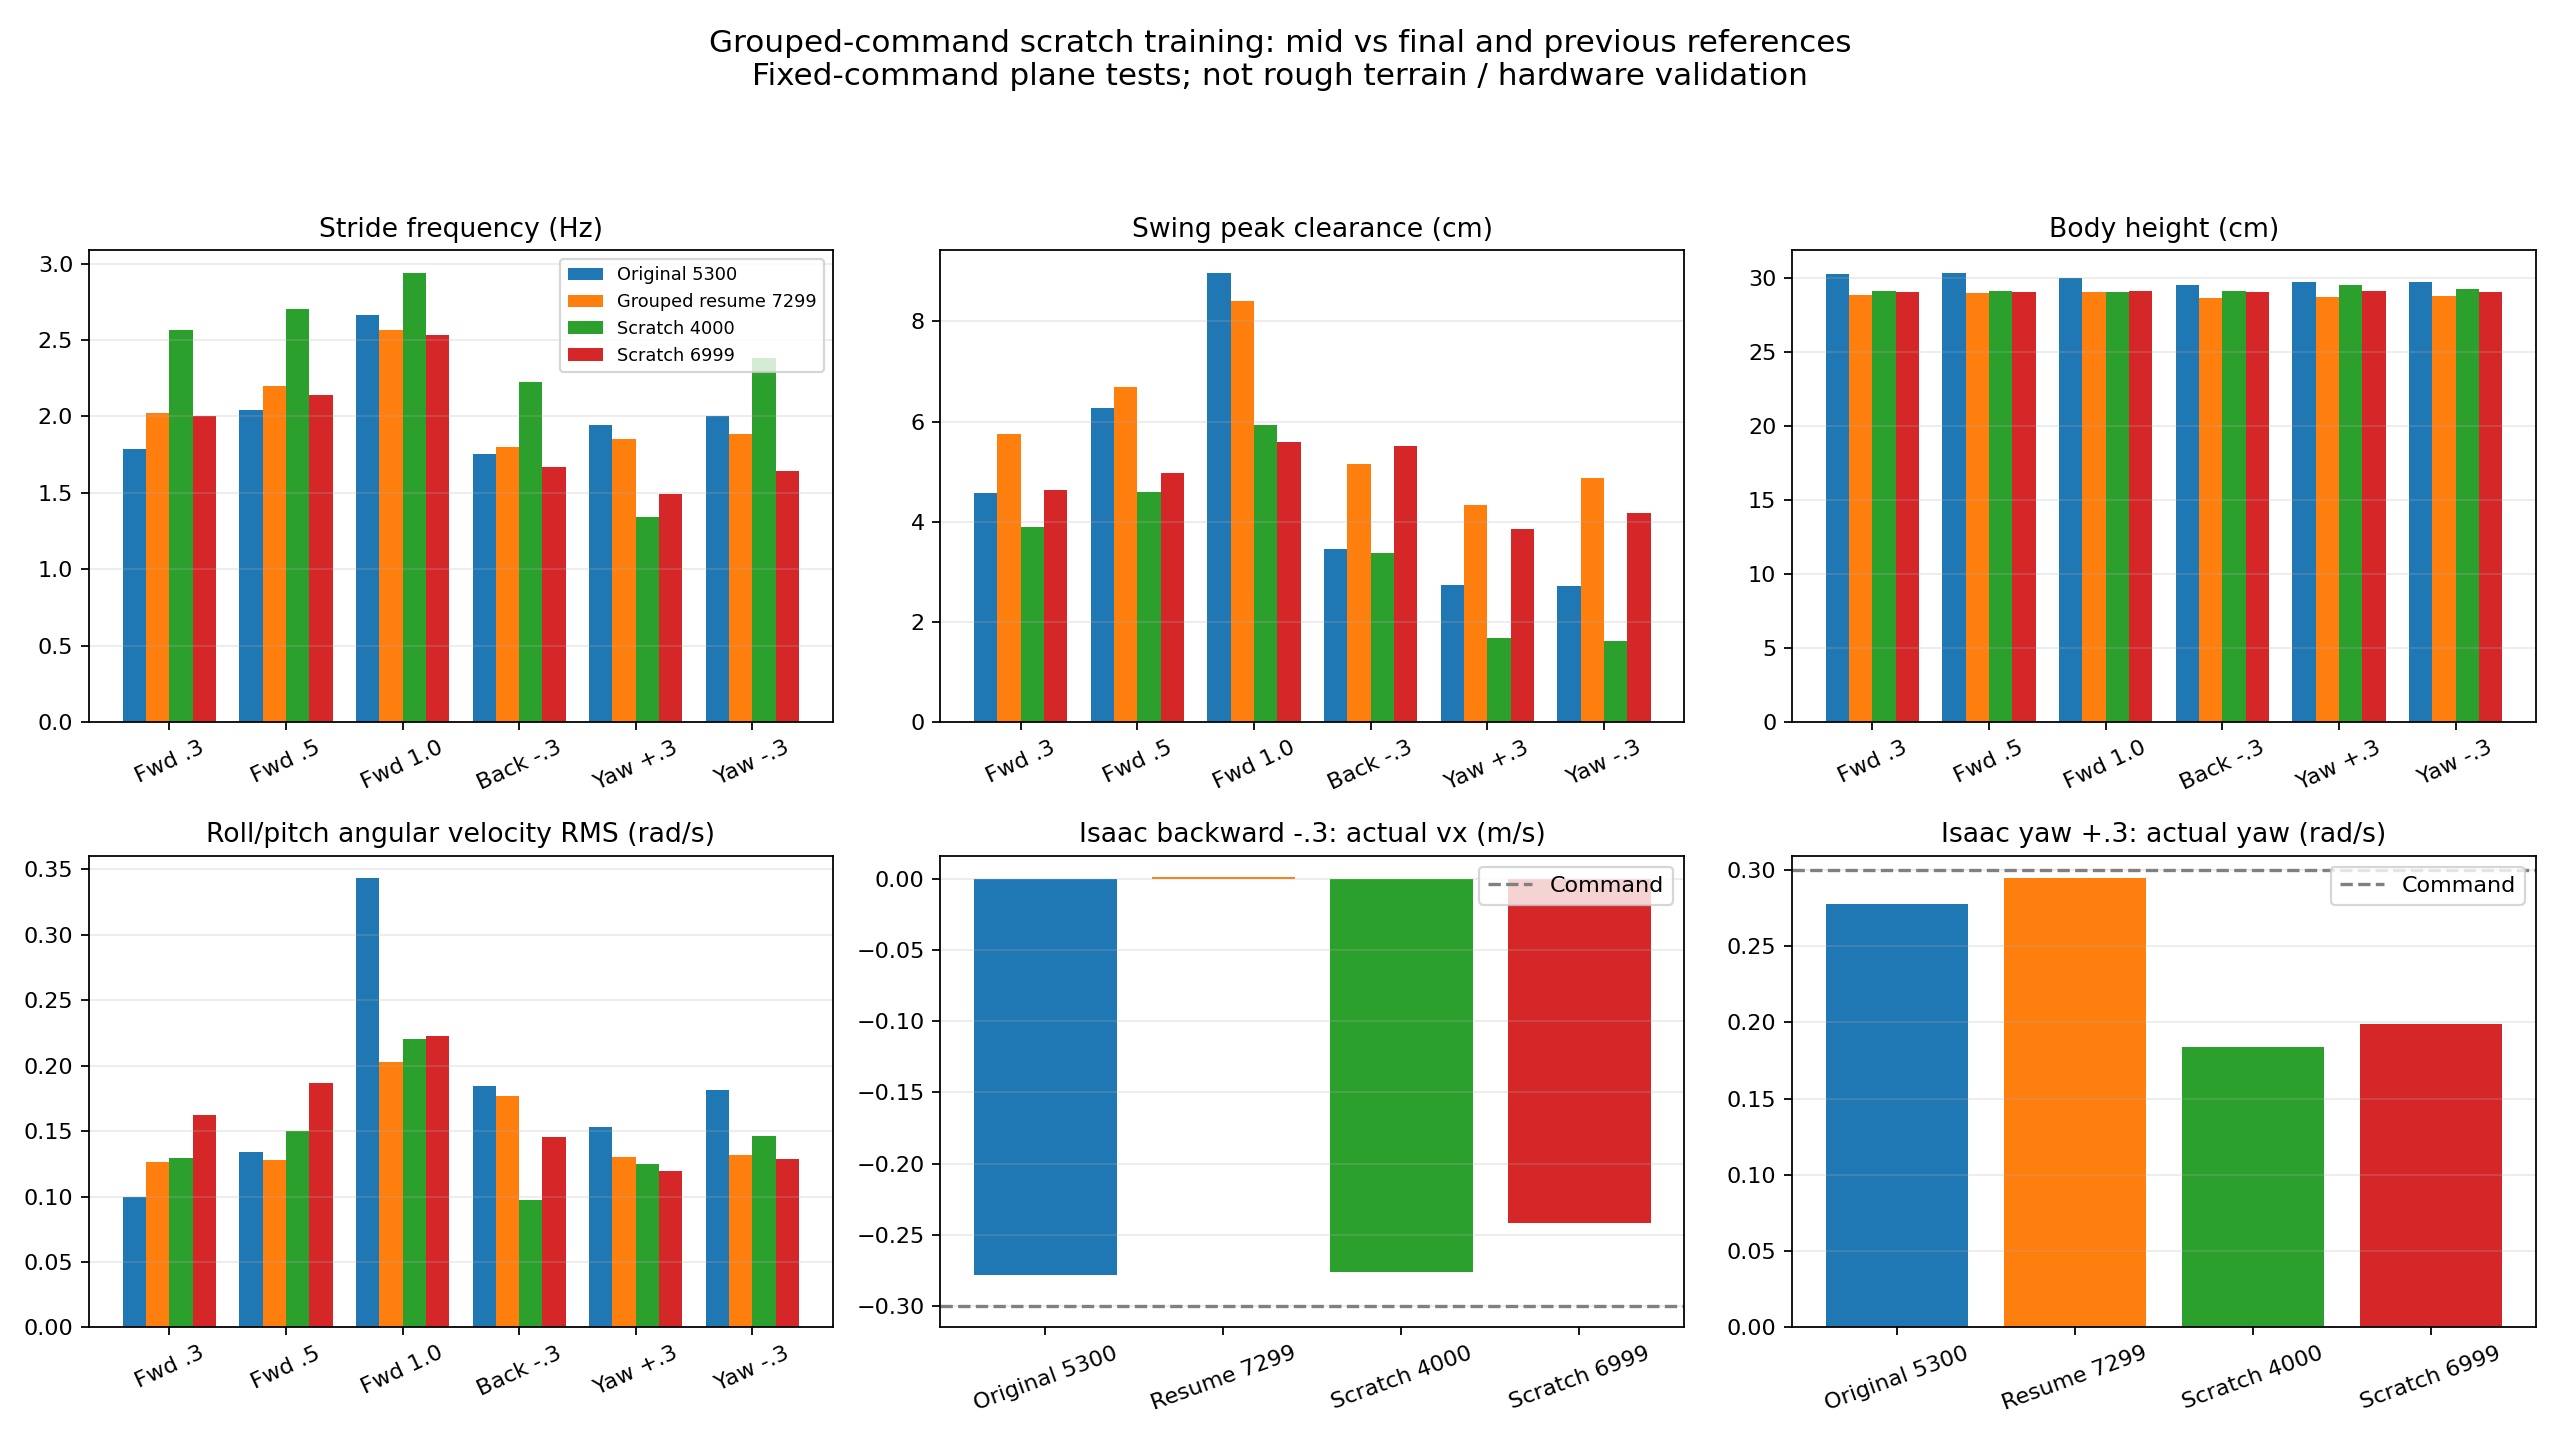 Grouped-command scratch training: mid vs final and previous references
Fixed-command plane tests; not rough terrain / hardware validation
Stride frequency (Hz)
3.0
2.5
2.0
1.5
1.0
0.5
0.0
Original 5300
Grouped resume 7299
Scratch 4000
Scratch 6999
Fwd .3
Fwd .5
Fwd 1.0
Back -.3
Yaw +.3
Yaw -.3
Swing peak clearance (cm)
8
6
4
2
0
Fwd .3
Fwd .5
Fwd 1.0
Back -.3
Yaw +.3
Yaw -.3
Body height (cm)
30
25
20
15
10
5
0
Fwd .3
Fwd .5
Fwd 1.0
Back -.3
Yaw +.3
Yaw -.3
Roll/pitch angular velocity RMS (rad/s)
0.35
0.30
0.25
0.20
0.15
0.10
0.05
0.00
Fwd .3
Fwd .5
Fwd 1.0
Back -.3
Yaw +.3
Yaw -.3
Isaac backward -.3: actual vx (m/s)
0.00
−0.05
−0.10
−0.15
−0.20
−0.25
−0.30
Command
Original 5300
Resume 7299
Scratch 4000
Scratch 6999
Isaac yaw +.3: actual yaw (rad/s)
0.30
0.25
0.20
0.15
0.10
0.05
0.00
Command
Original 5300
Resume 7299
Scratch 4000
Scratch 6999